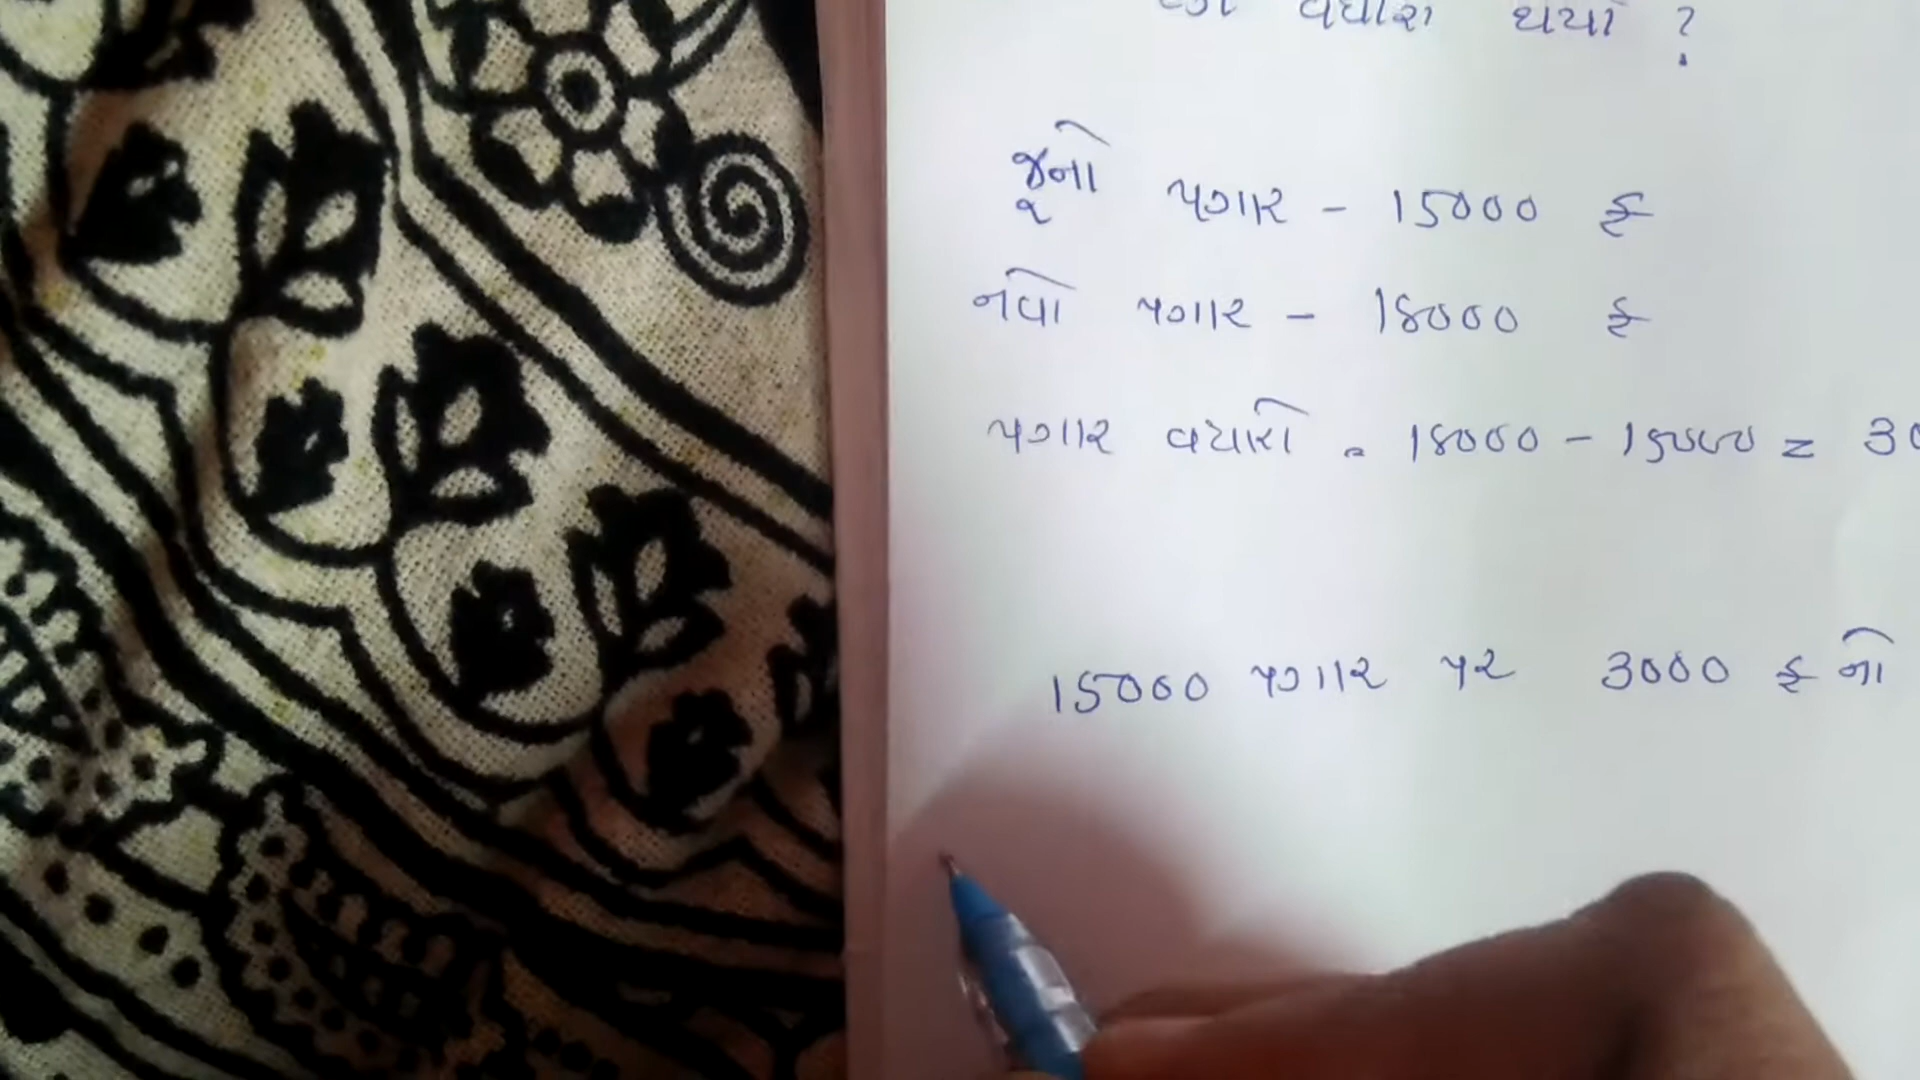 વધારો થયો ?
જૂનો પગાર - 15000 રૂ
નવો પગાર - 18000 રૂ
પગાર વધારો = 18000 - 15000 = 30
15000 પગાર પર 3000 રૂ નો